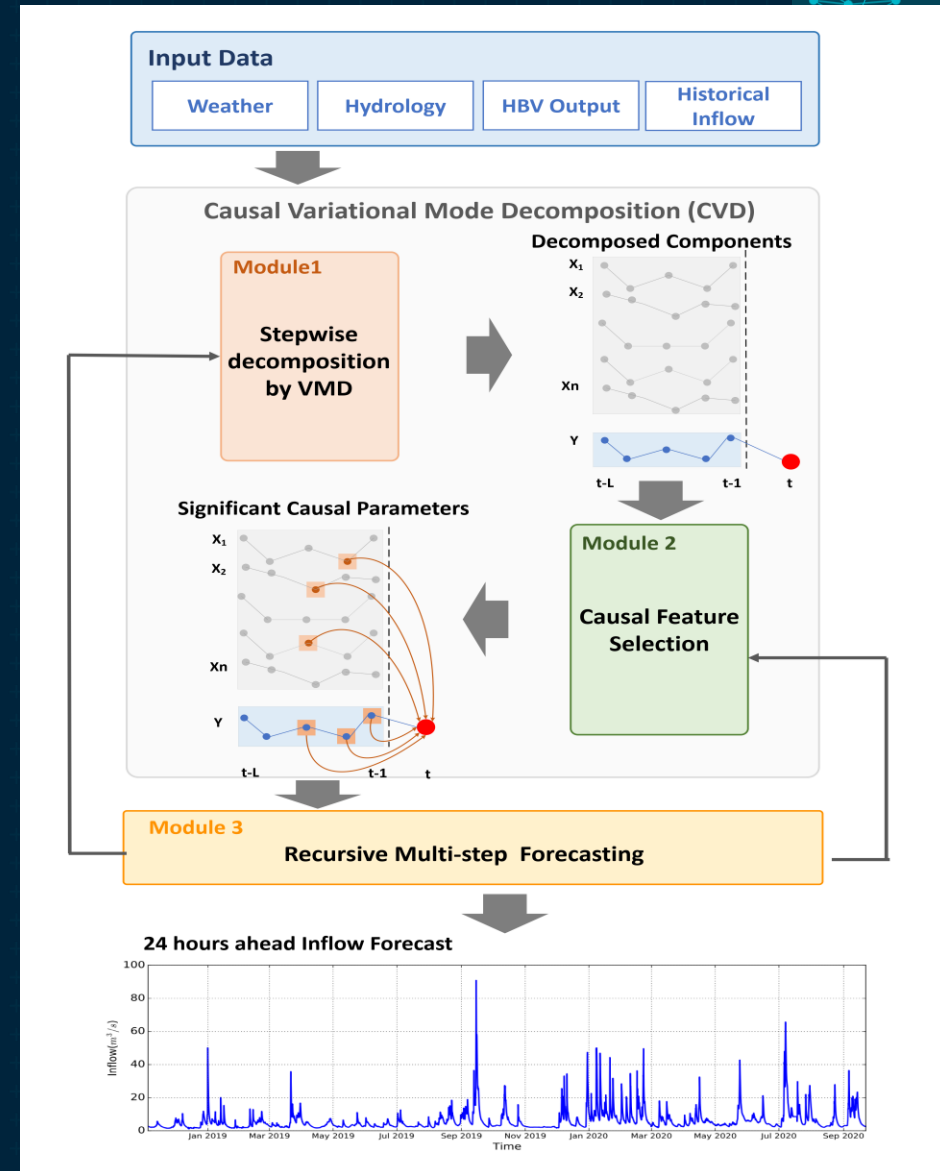 Input Data
Weather
Hydrology
HBV Output
Historical
Inflow
Causal Variational Mode Decomposition (CVD)
Module1
Stepwise
decomposition
by VMD
Decomposed Components
X₁
X₂
Xn
Y
t-L t-1 t
Significant Causal Parameters
X₁
X₂
Xn
Y
t-L t-1 t
Module 2
Causal Feature
Selection
Module 3
Recursive Multi-step Forecasting
24 hours ahead Inflow Forecast
Inflow(m³/s)
100
80
60
40
20
0
Jan 2019 Mar 2019 May 2019 Jul 2019 Sep 2019 Nov 2019 Jan 2020 Mar 2020 May 2020 Jul 2020 Sep 2020
Time